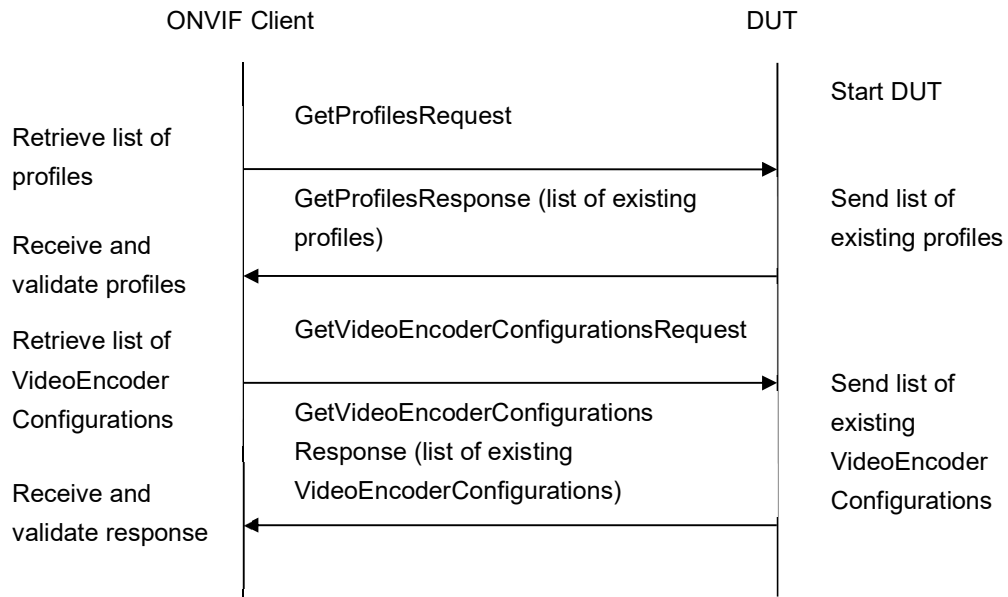 ONVIF Client
DUT
Start DUT
GetProfilesRequest
Retrieve list of
profiles
GetProfilesResponse (list of existing
profiles)
Send list of
existing profiles
Receive and
validate profiles
GetVideoEncoderConfigurationsRequest
Retrieve list of
VideoEncoder
Configurations
GetVideoEncoderConfigurations
Response (list of existing
VideoEncoderConfigurations)
Send list of
existing
VideoEncoder
Configurations
Receive and
validate response